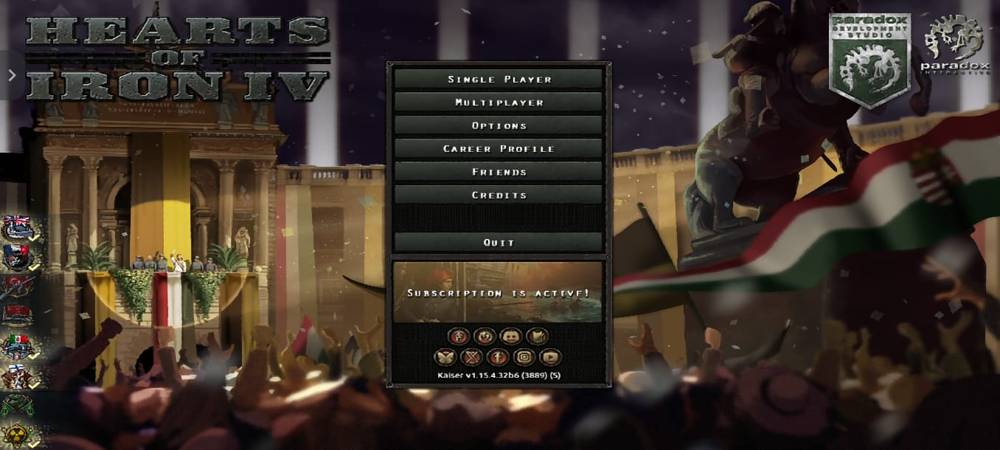 HEARTS
OF
IRON IV
paradox
DEVELOPMENT
STUDIO
paradox
INTERACTIVE
SINGLE PLAYER
MULTIPLAYER
OPTIONS
CAREER PROFILE
FRIENDS
CREDITS
QUIT
SUBSCRIPTION IS ACTIVE!
Kaiser v1.15.4.32b6 (3889) (S)